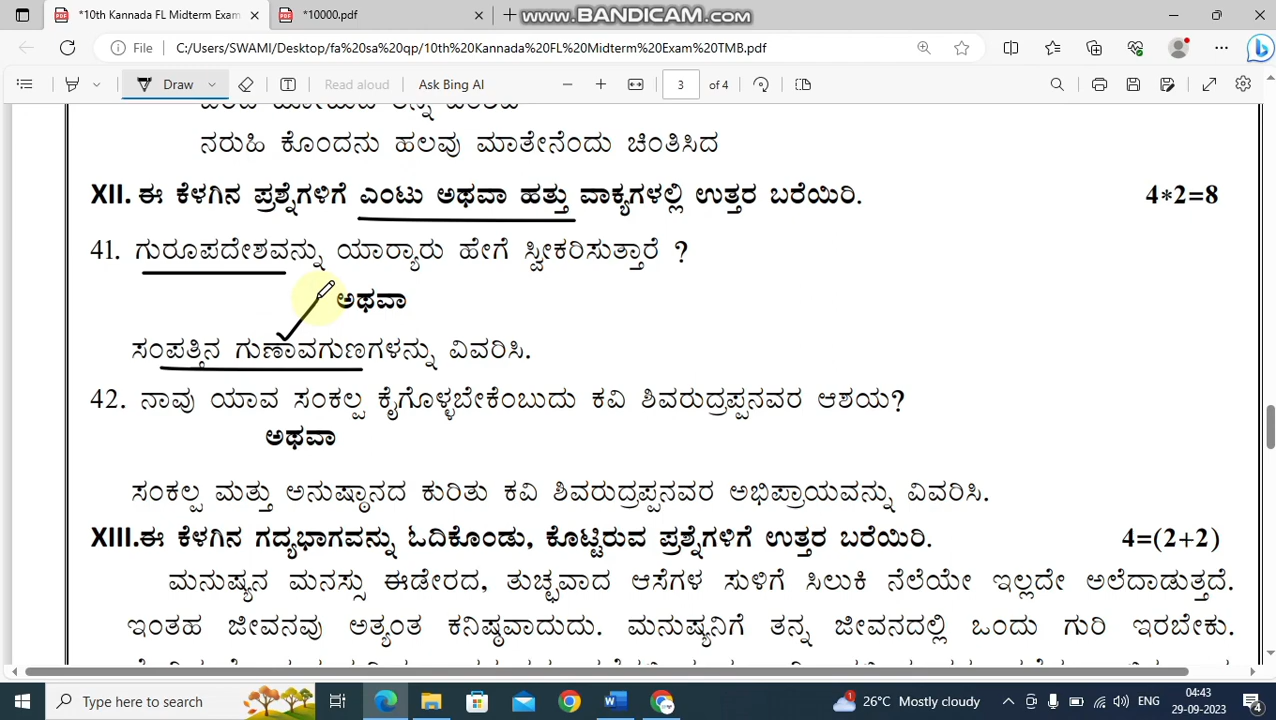 www.BANDICAM.com
*10th Kannada FL Midterm Exam
*10000.pdf
File
C:/Users/SWAMI/Desktop/fa%20sa%20qp/10th%20Kannada%20FL%20Midterm%20Exam%20TMB.pdf
Draw
Read aloud
Ask Bing AI
3
of 4
ನರುಹಿ ಕೊಂದನು ಹಲವು ಮಾತೇನೆಂದು ಚಿಂತಿಸಿದ
XII. ಈ ಕೆಳಗಿನ ಪ್ರಶ್ನೆಗಳಿಗೆ ಎಂಟು ಅಥವಾ ಹತ್ತು ವಾಕ್ಯಗಳಲ್ಲಿ ಉತ್ತರ ಬರೆಯಿರಿ. 4*2=8
41. ಗುರೂಪದೇಶವನ್ನು ಯಾರ‍್ಯಾರು ಹೇಗೆ ಸ್ವೀಕರಿಸುತ್ತಾರೆ ?
ಅಥವಾ
ಸಂಪತ್ತಿನ ಗುಣಾವಗುಣಗಳನ್ನು ವಿವರಿಸಿ.
42. ನಾವು ಯಾವ ಸಂಕಲ್ಪ ಕೈಗೊಳ್ಳಬೇಕೆಂಬುದು ಕವಿ ಶಿವರುದ್ರಪ್ಪನವರ ಆಶಯ?
ಅಥವಾ
ಸಂಕಲ್ಪ ಮತ್ತು ಅನುಷ್ಠಾನದ ಕುರಿತು ಕವಿ ಶಿವರುದ್ರಪ್ಪನವರ ಅಭಿಪ್ರಾಯವನ್ನು ವಿವರಿಸಿ.
XIII.ಈ ಕೆಳಗಿನ ಗದ್ಯಭಾಗವನ್ನು ಓದಿಕೊಂಡು, ಕೊಟ್ಟಿರುವ ಪ್ರಶ್ನೆಗಳಿಗೆ ಉತ್ತರ ಬರೆಯಿರಿ. 4=(2+2)
ಮನುಷ್ಯನ ಮನಸ್ಸು ಈಡೇರದ, ತುಚ್ಛವಾದ ಆಸೆಗಳ ಸುಳಿಗೆ ಸಿಲುಕಿ ನೆಲೆಯೇ ಇಲ್ಲದೇ ಅಲೆದಾಡುತ್ತದೆ.
ಇಂತಹ ಜೀವನವು ಅತ್ಯಂತ ಕನಿಷ್ಠವಾದುದು. ಮನುಷ್ಯನಿಗೆ ತನ್ನ ಜೀವನದಲ್ಲಿ ಒಂದು ಗುರಿ ಇರಬೇಕು.
Type here to search
26°C Mostly cloudy
ENG
04:43
29-09-2023
4